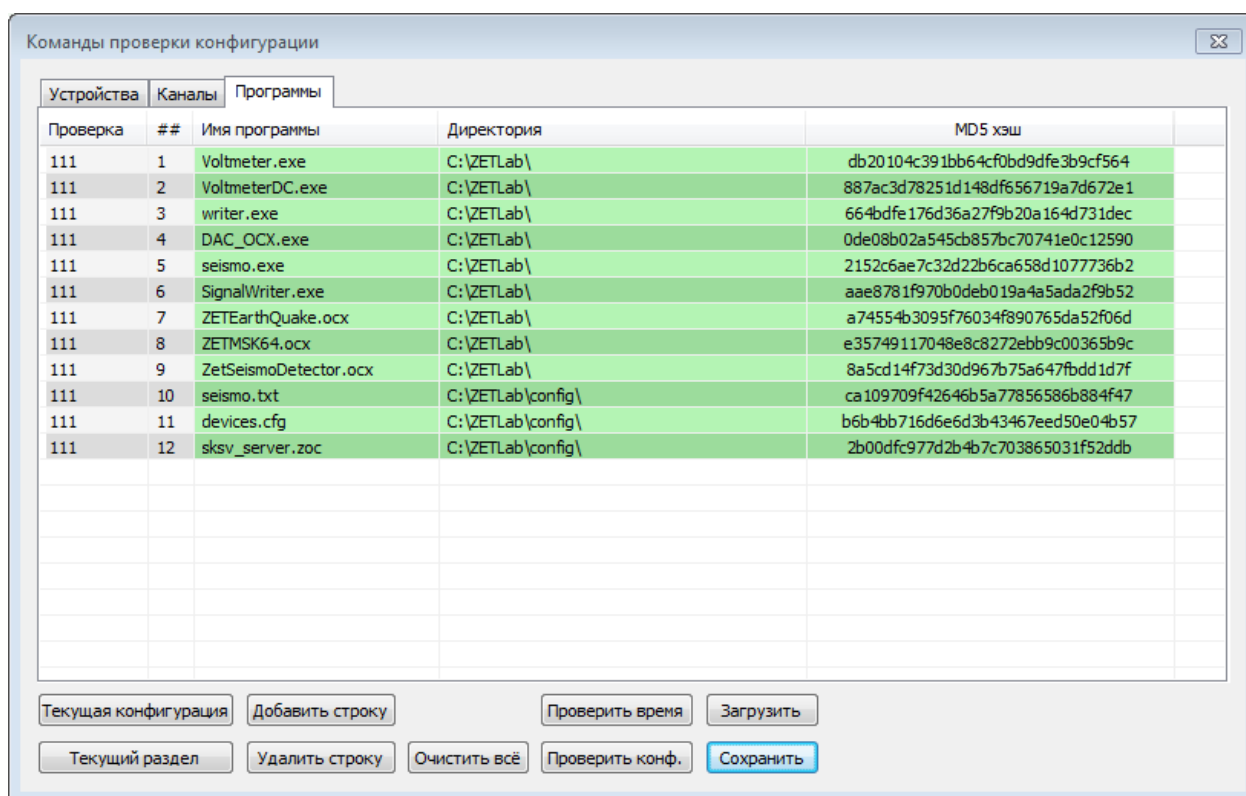 Команды проверки конфигурации
Устройства Каналы Программы
Проверка ## Имя программы Директория MD5 хэш
111 1 Voltmeter.exe C:\ZETLab\ db20104c391bb64cf0bd9dfe3b9cf564
111 2 VoltmeterDC.exe C:\ZETLab\ 887ac3d78251d148df656719a7d672e1
111 3 writer.exe C:\ZETLab\ 664bdfe176d36a27f9b20a164d731dec
111 4 DAC_OCX.exe C:\ZETLab\ 0de08b02a545cb857bc70741e0c12590
111 5 seismo.exe C:\ZETLab\ 2152c6ae7c32d22b6ca658d1077736b2
111 6 SignalWriter.exe C:\ZETLab\ aae8781f970b0deb019a4a5ada2f9b52
111 7 ZETEarthQuake.ocx C:\ZETLab\ a74554b3095f76034f890765da52f06d
111 8 ZETMSK64.ocx C:\ZETLab\ e35749117048e8c8272ebb9c00365b9c
111 9 ZetSeismoDetector.ocx C:\ZETLab\ 8a5cd14f73d30d967b75a647fbdd1d7f
111 10 seismo.txt C:\ZETLab\config\ ca109709f42646b5a77856586b884f47
111 11 devices.cfg C:\ZETLab\config\ b6b4bb716d6e6d3b43467eed50e04b57
111 12 sksv_server.zoc C:\ZETLab\config\ 2b00dfc977d2b4b7c703865031f52ddb
Текущая конфигурация Добавить строку Проверить время Загрузить
Текущий раздел Удалить строку Очистить всё Проверить конф. Сохранить